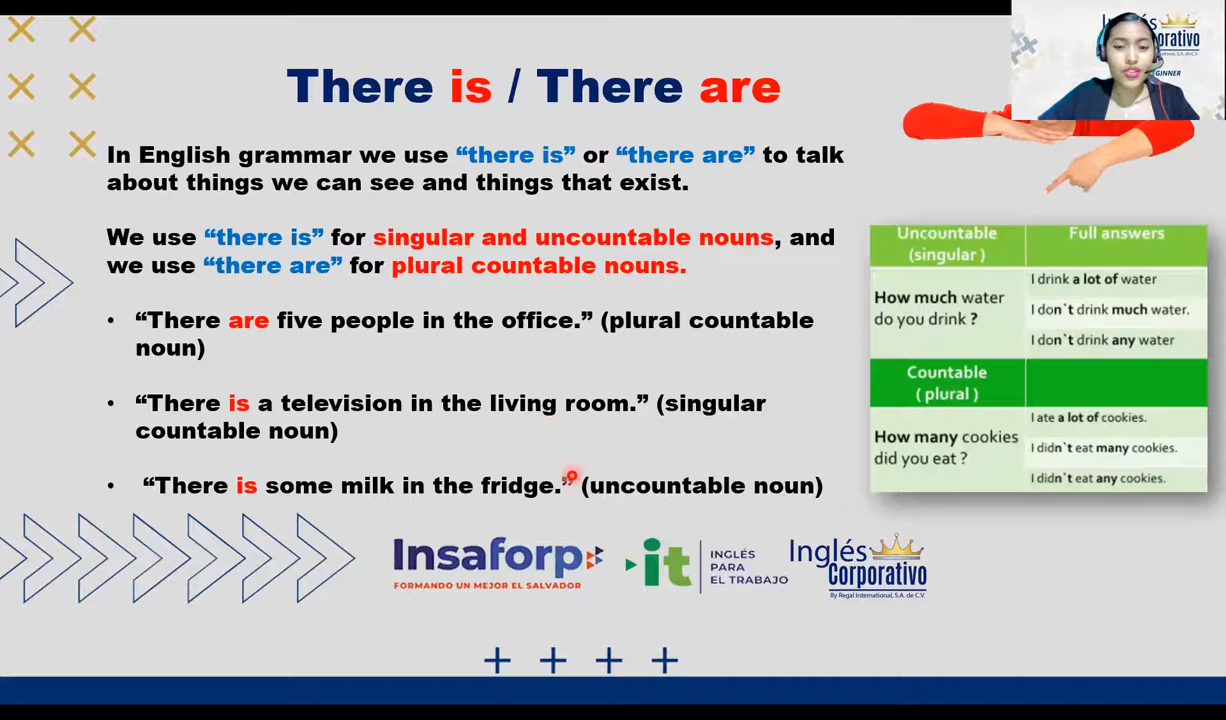 There is / There are
In English grammar we use “there is” or “there are” to talk
about things we can see and things that exist.
We use “there is” for singular and uncountable nouns, and
we use “there are” for plural countable nouns.
• “There are five people in the office.” (plural countable
noun)
• “There is a television in the living room.” (singular
countable noun)
• “There is some milk in the fridge.” (uncountable noun)
Uncountable
(singular )
Full answers
How much water
do you drink ?
I drink a lot of water
I don`t drink much water.
I don`t drink any water
Countable
( plural )
How many cookies
did you eat ?
I ate a lot of cookies.
I didn`t eat many cookies.
I didn`t eat any cookies.
Insaforp
FORMANDO UN MEJOR EL SALVADOR
it
INGLÉS
PARA
EL TRABAJO
Inglés
Corporativo
By Regal International, S.A. de C.V